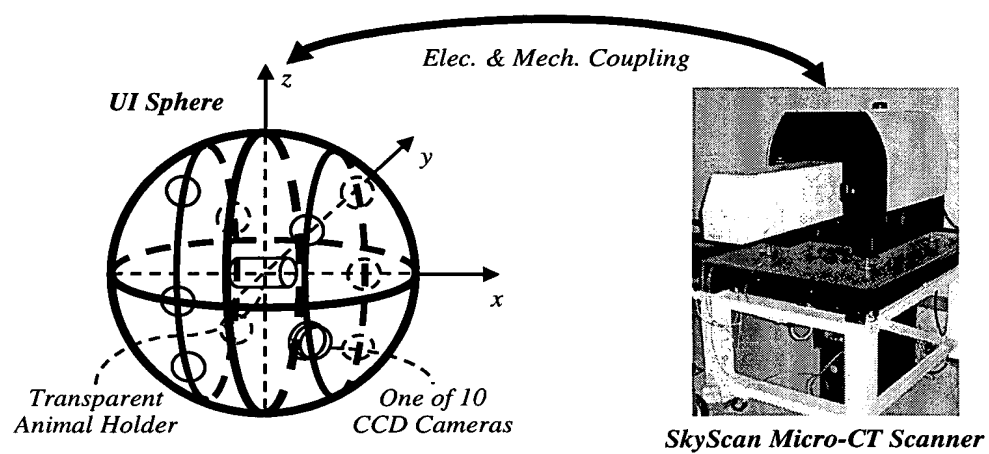 Elec. & Mech. Coupling
UI Sphere
z
y
x
Transparent
Animal Holder
One of 10
CCD Cameras
SkyScan Micro-CT Scanner